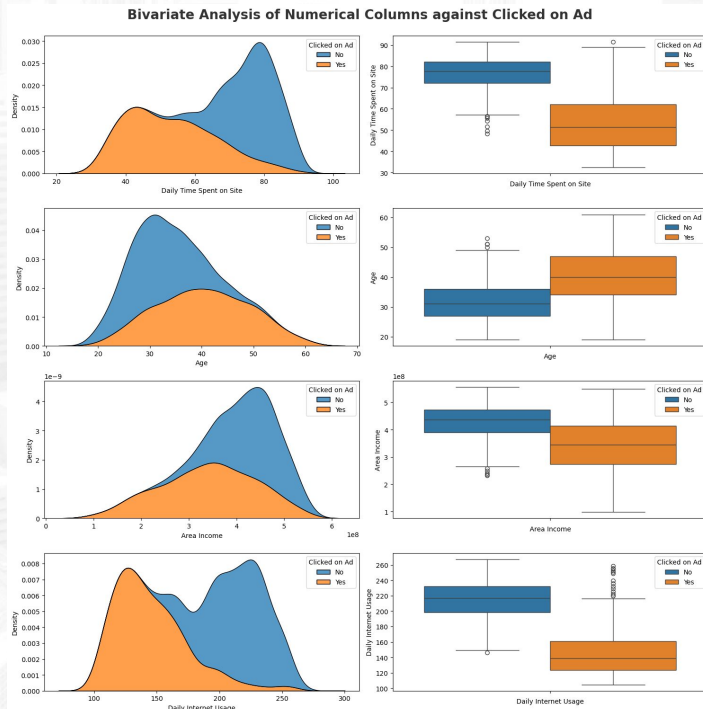 Bivariate Analysis of Numerical Columns against Clicked on Ad
0.030
0.025
0.020
0.015
0.010
0.005
0.000
Density
20 40 60 80 100
Daily Time Spent on Site
Clicked on Ad
No
Yes
90
80
70
60
50
40
30
Daily Time Spent on Site
Daily Time Spent on Site
Clicked on Ad
No
Yes
0.04
0.03
0.02
0.01
0.00
Density
10 20 30 40 50 60 70
Age
Clicked on Ad
No
Yes
60
50
40
30
20
Age
Age
Clicked on Ad
No
Yes
1e−9
4
3
2
1
0
Density
0 1 2 3 4 5 6
1e8
Area Income
Clicked on Ad
No
Yes
1e8
5
4
3
2
1
Area Income
Area Income
Clicked on Ad
No
Yes
0.008
0.007
0.006
0.005
0.004
0.003
0.002
0.001
0.000
Density
100 150 200 250 300
Daily Internet Usage
Clicked on Ad
No
Yes
260
240
220
200
180
160
140
120
100
Daily Internet Usage
Daily Internet Usage
Clicked on Ad
No
Yes